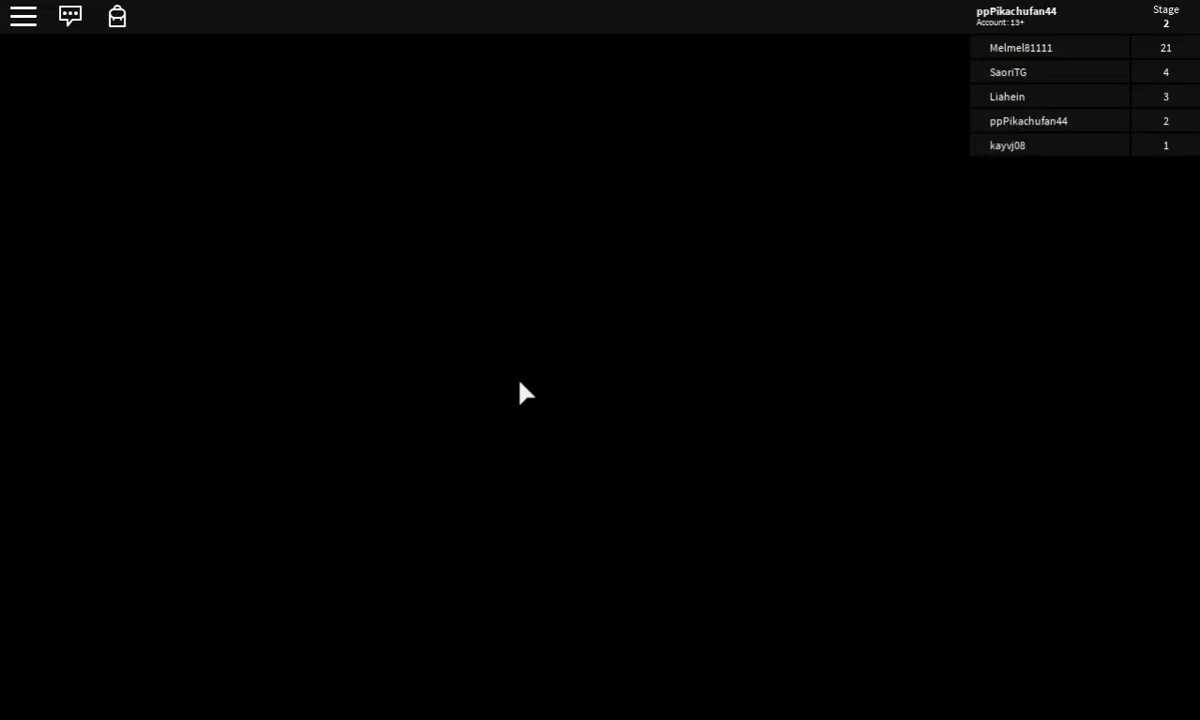 ppPikachufan44
Account: 13+
Stage
2
Melmel81111 21
SaoriTG 4
Liahein 3
ppPikachufan44 2
kayvj08 1